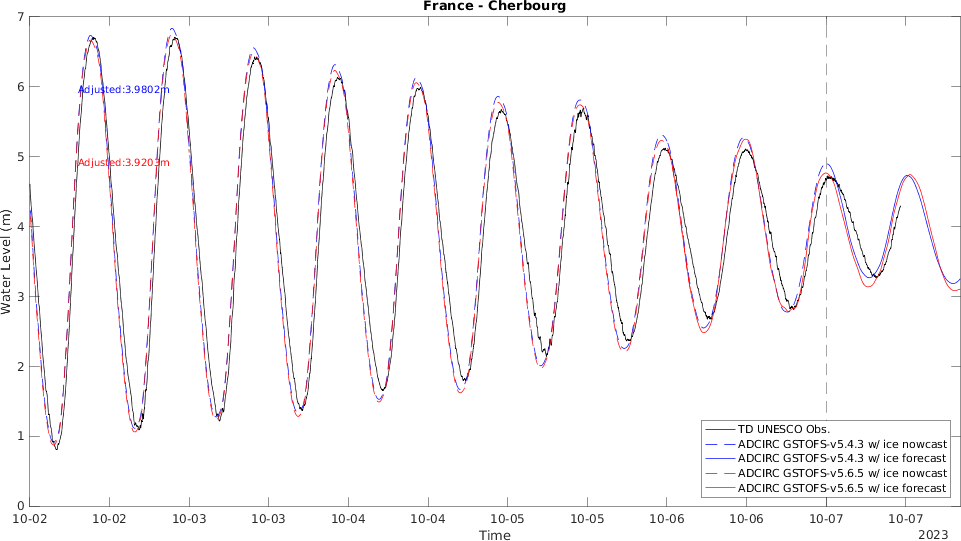 France - Cherbourg
7
6
5
4
3
2
1
0
Water Level (m)
Adjusted:3.9802m
Adjusted:3.9203m
TD UNESCO Obs.
ADCIRC GSTOFS-v5.4.3 w/ ice nowcast
ADCIRC GSTOFS-v5.4.3 w/ ice forecast
ADCIRC GSTOFS-v5.6.5 w/ ice nowcast
ADCIRC GSTOFS-v5.6.5 w/ ice forecast
10-02 10-02 10-03 10-03 10-04 10-04 10-05 10-05 10-06 10-06 10-07 10-07
Time
2023